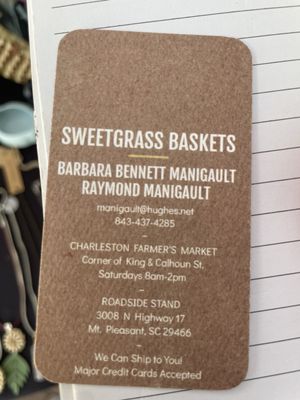 SWEETGRASS BASKETS
BARBARA BENNETT MANIGAULT
RAYMOND MANIGAULT
manigault@hughes.net
843-437-4285
–
CHARLESTON FARMER'S MARKET
Corner of King & Calhoun St.
Saturdays 8am-2pm
–
ROADSIDE STAND
3008 N Highway 17
Mt. Pleasant, SC 29466
–
We Can Ship to You!
Major Credit Cards Accepted